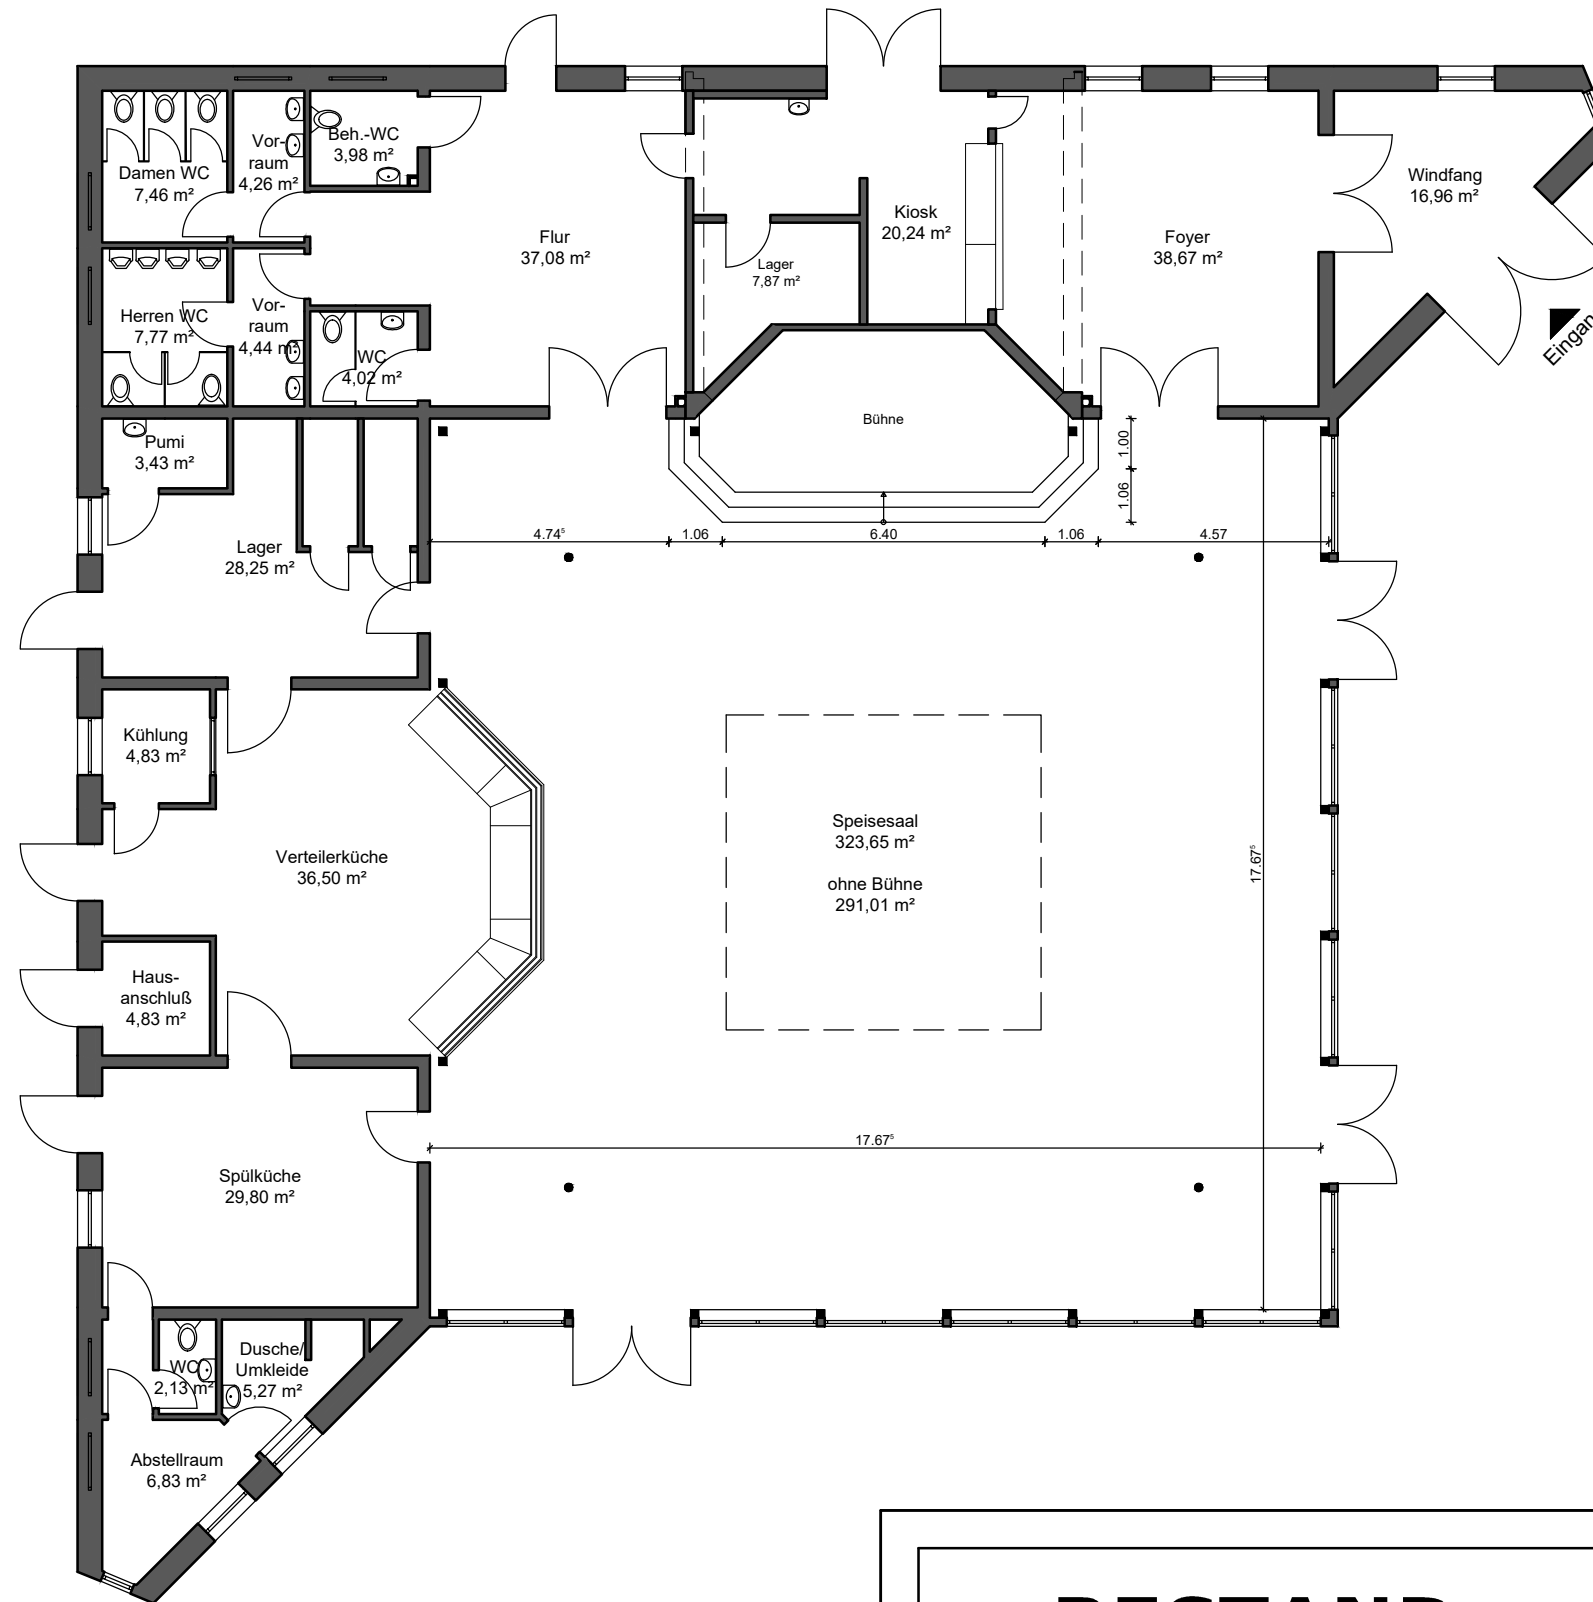 Damen WC
7,46 m²
Vor-
raum
4,26 m²
Beh.-WC
3,98 m²
Flur
37,08 m²
Kiosk
20,24 m²
Lager
7,87 m²
Foyer
38,67 m²
Windfang
16,96 m²
Eingan
Herren WC
7,77 m²
Vor-
raum
4,44 m²
WC
4,02 m²
Bühne
Pumi
3,43 m²
1.00
1.06
4.74⁵
1.06
6.40
1.06
4.57
Lager
28,25 m²
Kühlung
4,83 m²
Verteilerküche
36,50 m²
Speisesaal
323,65 m²
ohne Bühne
291,01 m²
17.67⁵
Haus-
anschluß
4,83 m²
17.67⁵
Spülküche
29,80 m²
WC
2,13 m²
Dusche/
Umkleide
5,27 m²
Abstellraum
6,83 m²
BESTAND